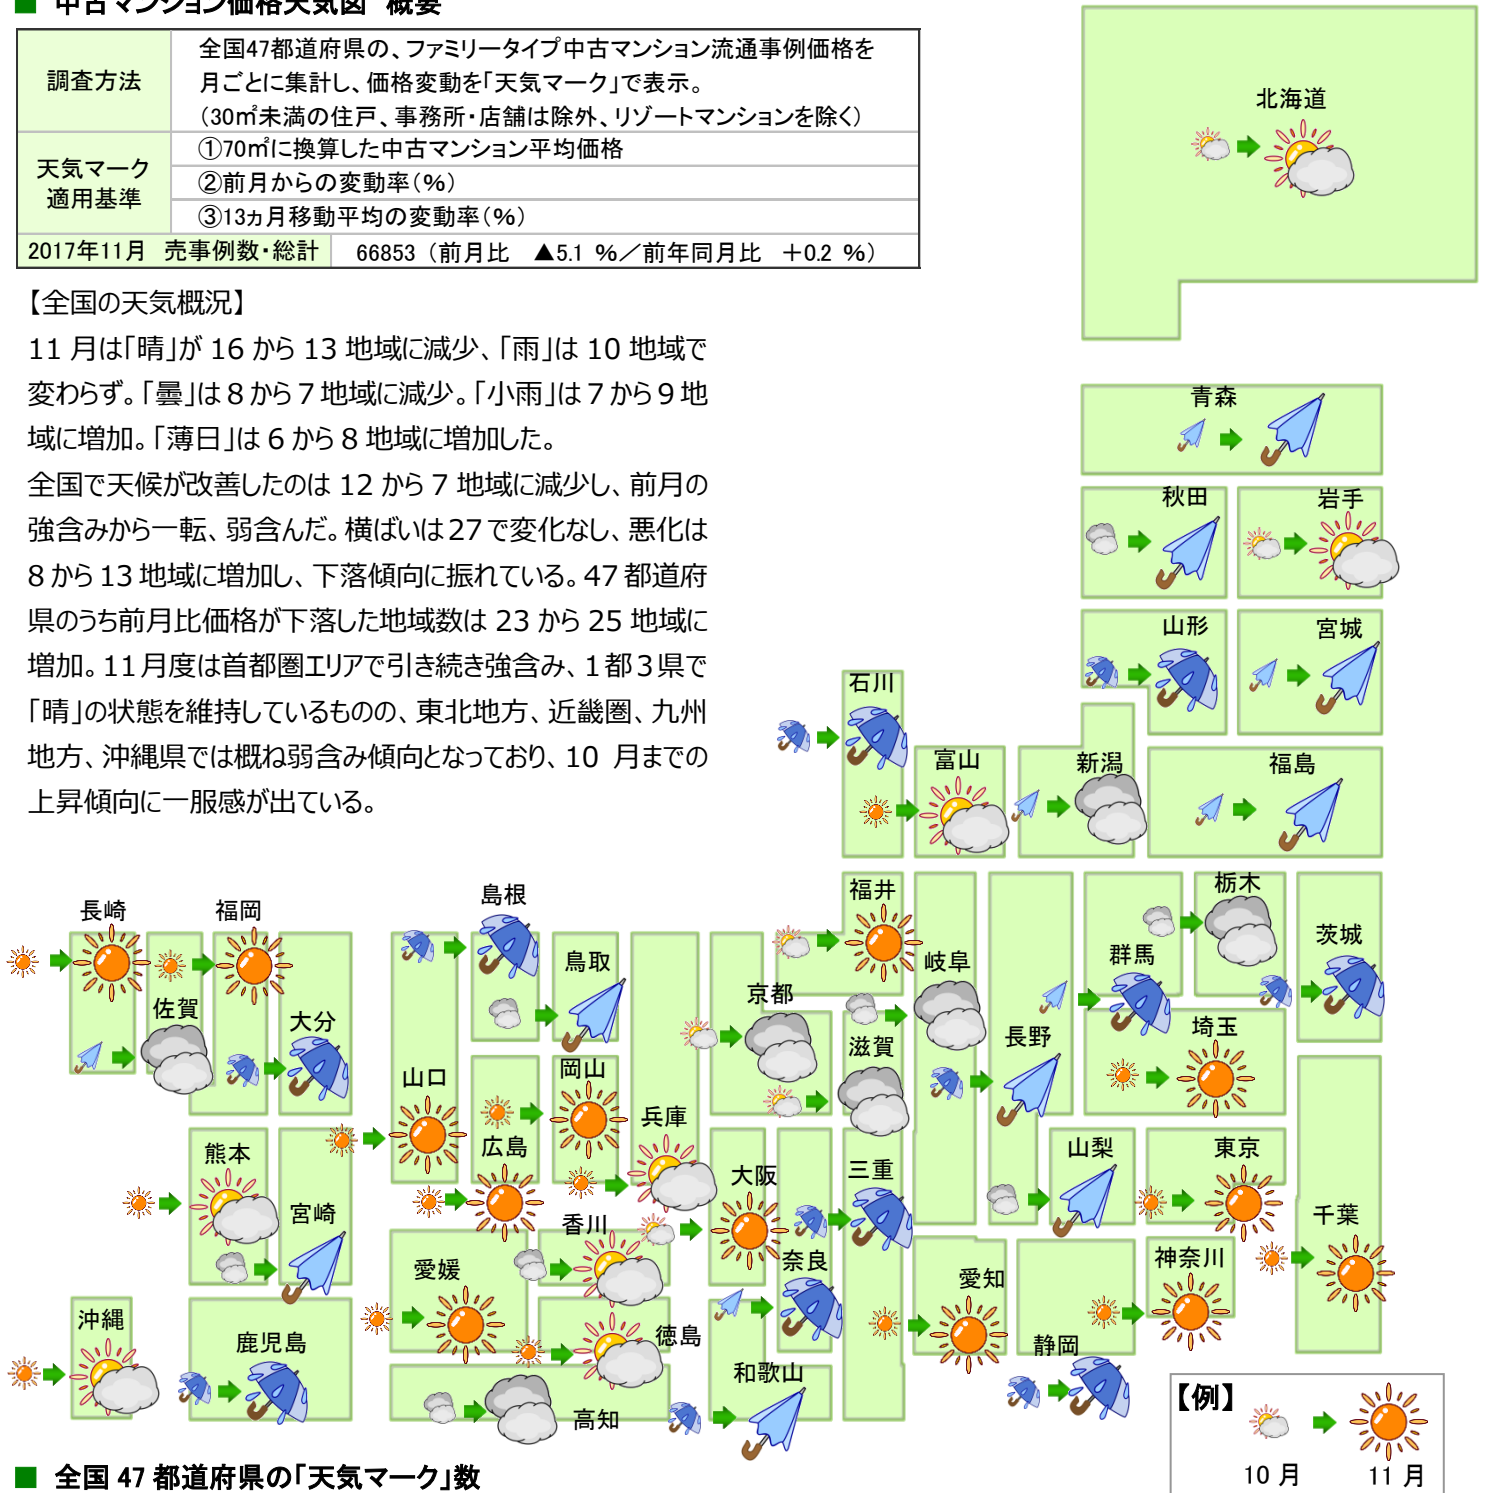 ■ 中古マンション価格天気図 概要
調査方法
全国47都道府県の、ファミリータイプ中古マンション流通事例価格を
月ごとに集計し、価格変動を「天気マーク」で表示。
(30㎡未満の住戸、事務所・店舗は除外、リゾートマンションを除く)
天気マーク
適用基準
①70㎡に換算した中古マンション平均価格
②前月からの変動率(%)
③13ヵ月移動平均の変動率(%)
2017年11月 売事例数・総計 66853 (前月比 ▲5.1 %/前年同月比 +0.2 %)
【全国の天気概況】
11 月は「晴」が 16 から 13 地域に減少、「雨」は 10 地域で
変わらず。「曇」は 8 から 7 地域に減少。「小雨」は 7 から 9 地
域に増加。「薄日」は 6 から 8 地域に増加した。
全国で天候が改善したのは 12 から 7 地域に減少し、前月の
強含みから一転、弱含んだ。横ばいは 27 で変化なし、悪化は
8 から 13 地域に増加し、下落傾向に振れている。47 都道府
県のうち前月比価格が下落した地域数は 23 から 25 地域に
増加。11 月度は首都圏エリアで引き続き強含み、1 都 3 県で
「晴」の状態を維持しているものの、東北地方、近畿圏、九州
地方、沖縄県では概ね弱含み傾向となっており、10 月までの
上昇傾向に一服感が出ている。
北海道
青森
秋田
岩手
山形
宮城
石川
富山
新潟
福島
島根
福井
栃木
長崎
福岡
鳥取
岐阜
群馬
茨城
佐賀
大分
京都
滋賀
長野
埼玉
山口
岡山
兵庫
熊本
広島
大阪
三重
山梨
東京
宮崎
香川
千葉
愛媛
奈良
愛知
神奈川
沖縄
鹿児島
徳島
和歌山
静岡
高知
【例】
10 月
11 月
■ 全国 47 都道府県の「天気マーク」数